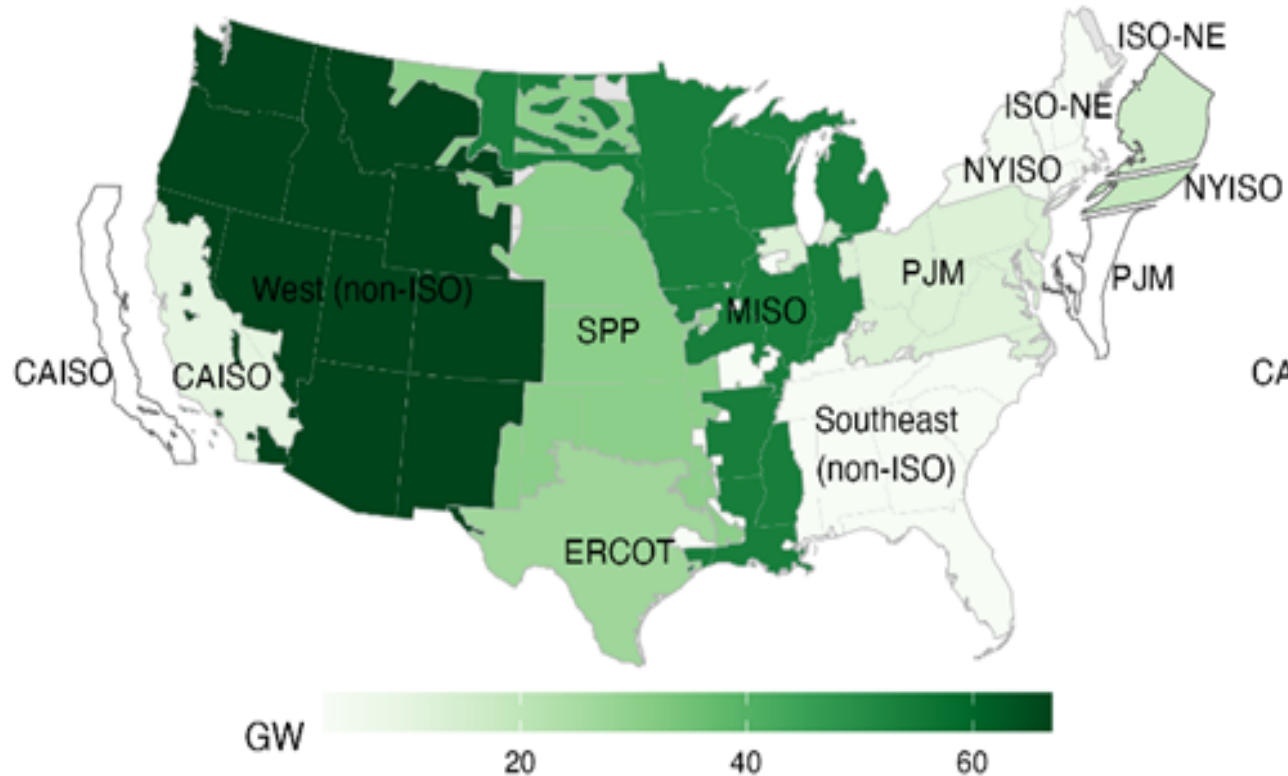 ISO-NE
ISO-NE
NYISO
NYISO
PJM
PJM
West (non-ISO)
MISO
SPP
CAISO
CAISO
CA
Southeast
(non-ISO)
ERCOT
GW
20
40
60